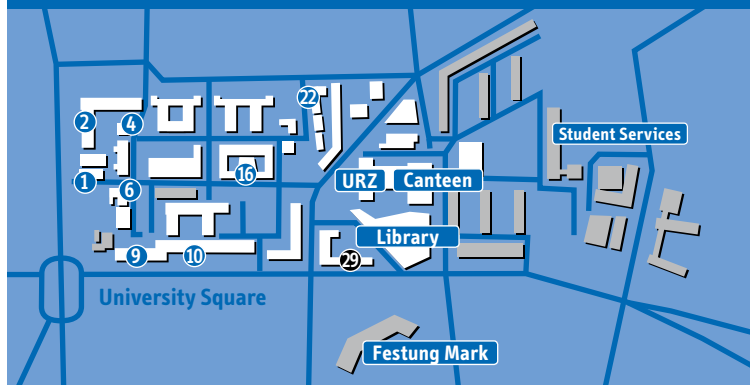 22
2
4
Student Services
16
1
6
URZ
Canteen
Library
9
10
29
University Square
Festung Mark